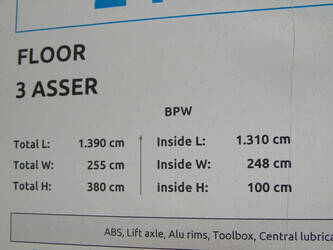 FLOOR
3 ASSER
BPW
Total L: 1.390 cm Inside L: 1.310 cm
Total W: 255 cm Inside W: 248 cm
Total H: 380 cm inside H: 100 cm
ABS, Lift axle, Alu rims, Toolbox, Central lubrica